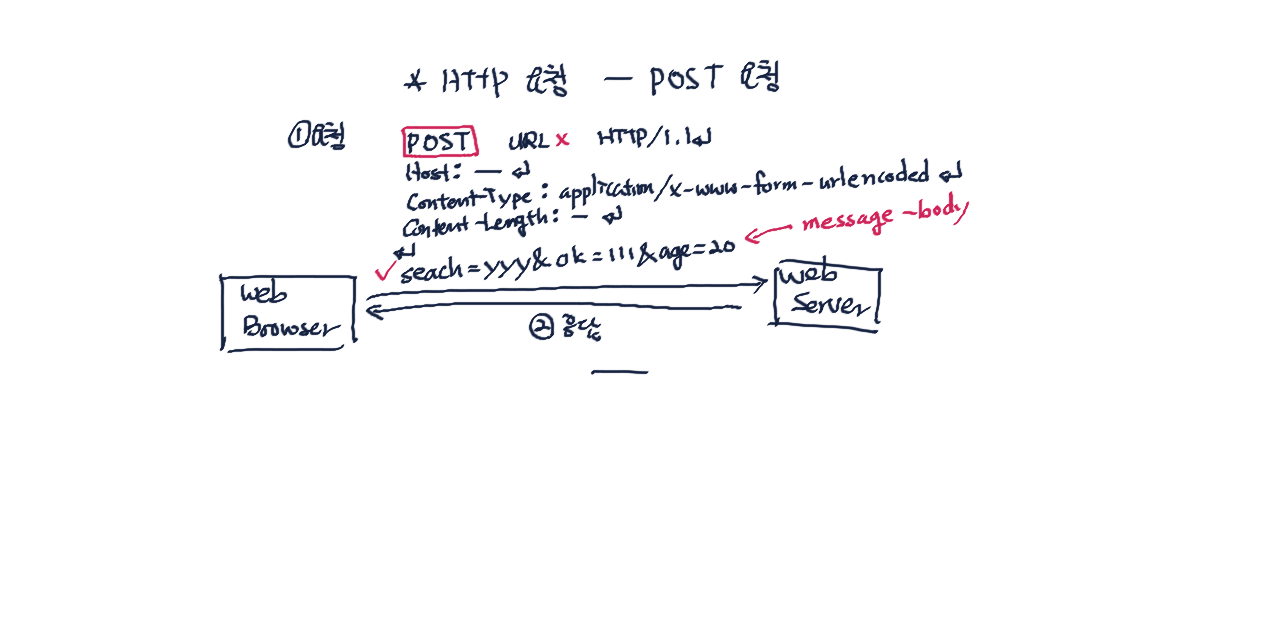 * HTTP 요청 — POST 요청
①요청
POST URL x HTTP/1.1↵
Host: — ↵
Content-Type : application/x-www-form-urlencoded ↵
Content-Length: — ↵
↵
message-body
seach=yyy&ok=111&age=20
Web
Browser
Web
Server
② 응답